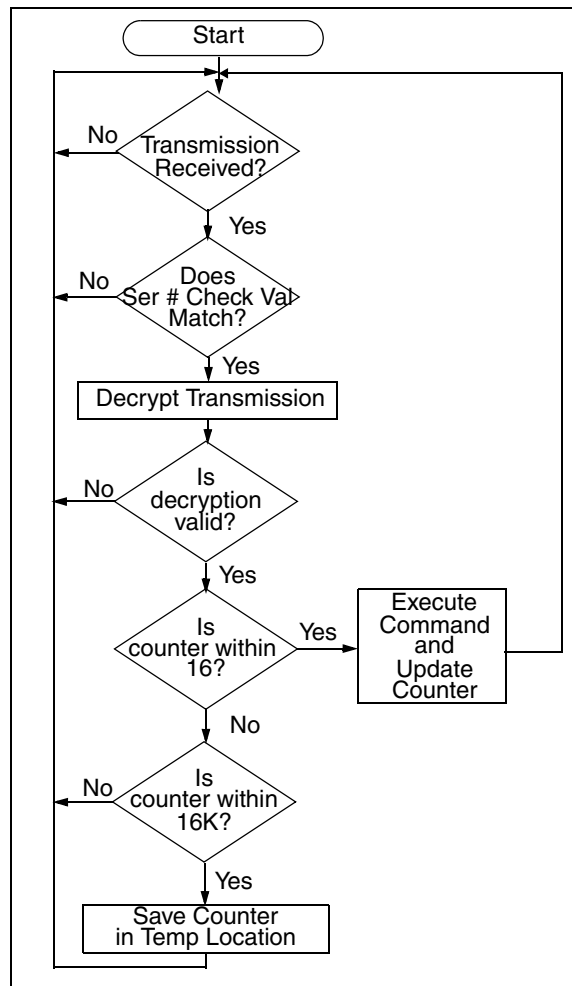 Start
No
Transmission
Received?
Yes
No
Does
Ser # Check Val
Match?
Yes
Decrypt Transmission
No
Is
decryption
valid?
Yes
Is
counter within
16?
Yes
Execute
Command
and
Update
Counter
No
No
Is
counter within
16K?
Yes
Save Counter
in Temp Location